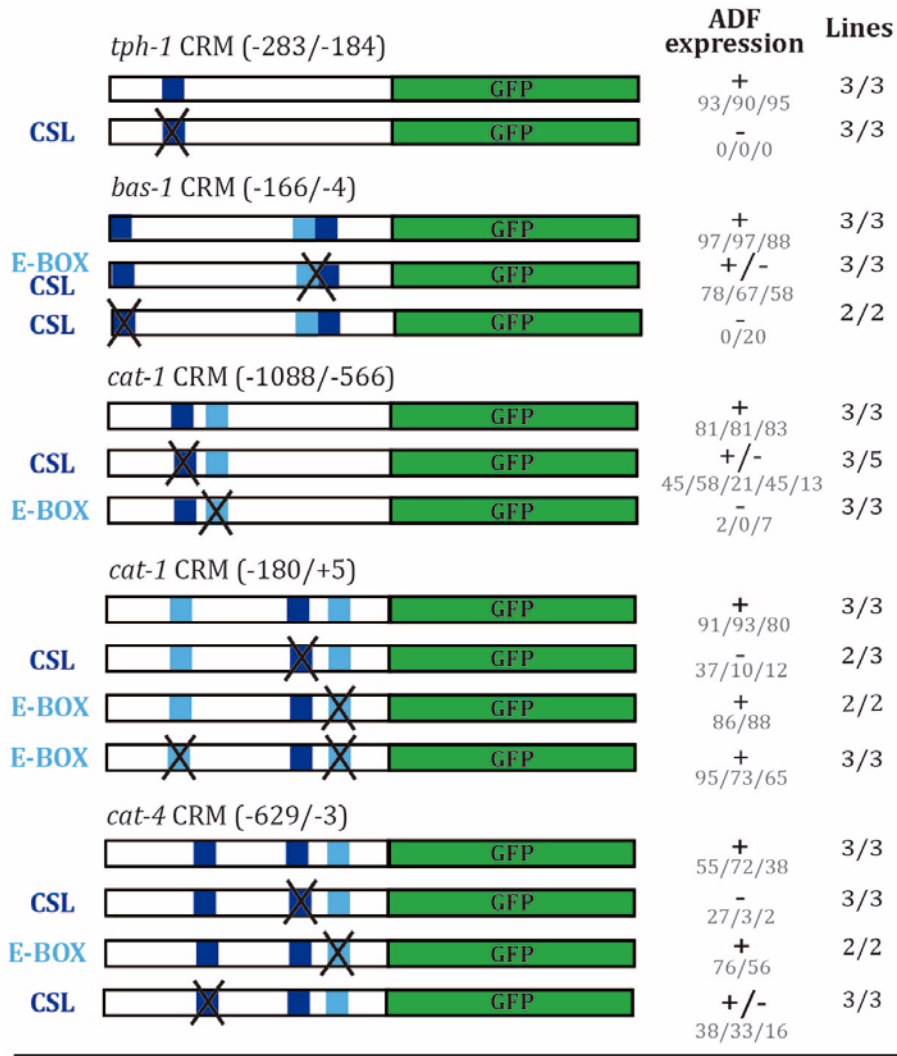 ADF expression Lines
tph-1 CRM (-283/-184)
GFP + 3/3
93/90/95
CSL GFP - 3/3
0/0/0
bas-1 CRM (-166/-4)
GFP + 3/3
97/97/88
E-BOX CSL GFP +/- 3/3
78/67/58
CSL GFP - 2/2
0/20
cat-1 CRM (-1088/-566)
GFP + 3/3
81/81/83
CSL GFP +/- 3/5
45/58/21/45/13
E-BOX GFP - 3/3
2/0/7
cat-1 CRM (-180/+5)
GFP + 3/3
91/93/80
CSL GFP - 2/3
37/10/12
E-BOX GFP + 2/2
86/88
E-BOX GFP + 3/3
95/73/65
cat-4 CRM (-629/-3)
GFP + 3/3
55/72/38
CSL GFP - 3/3
27/3/2
E-BOX GFP + 2/2
76/56
CSL GFP +/- 3/3
38/33/16